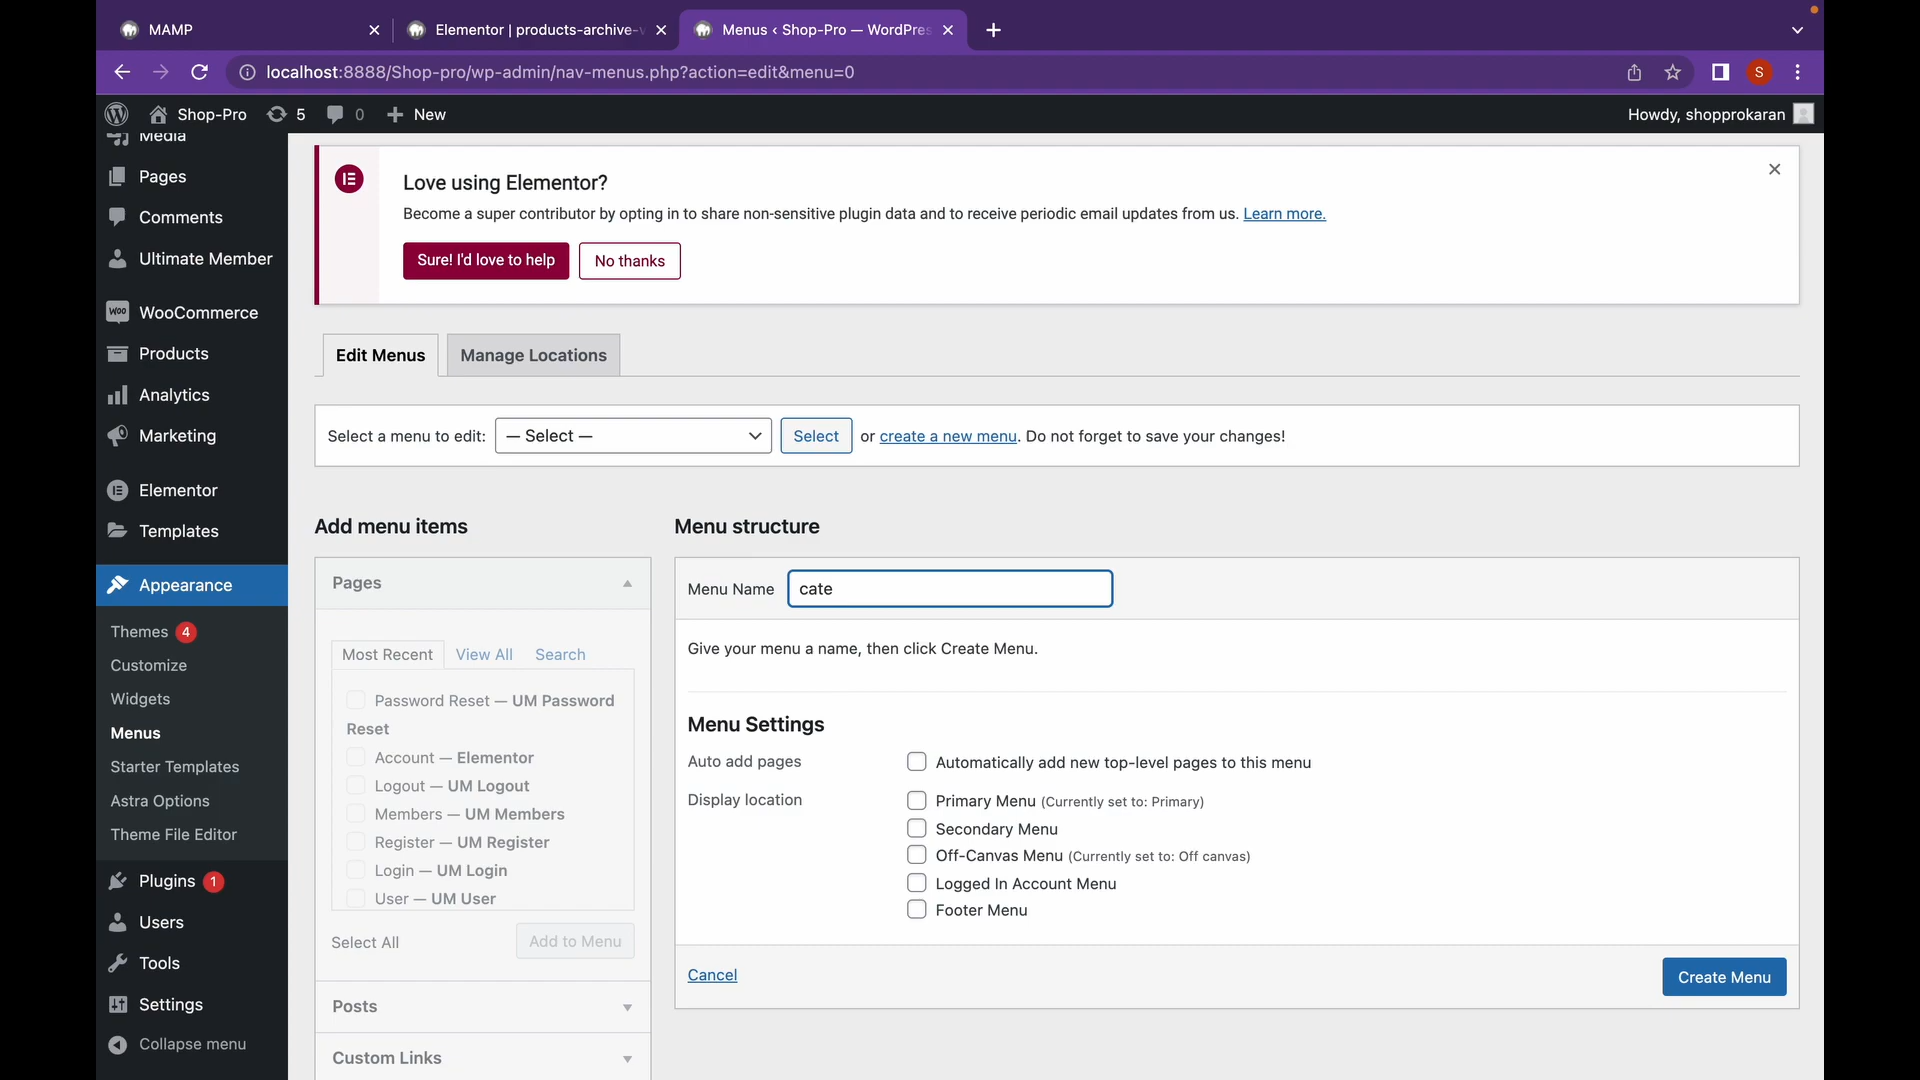 MAMP
Elementor | products-archive-
Menus ‹ Shop-Pro — WordPres
localhost:8888/Shop-pro/wp-admin/nav-menus.php?action=edit&menu=0
S
Shop-Pro
5
0
New
Howdy, shopprokaran
Media
Pages
Comments
Ultimate Member
Woo
WooCommerce
Products
Analytics
Marketing
Elementor
Templates
Appearance
Themes 4
Customize
Widgets
Menus
Starter Templates
Astra Options
Theme File Editor
Plugins 1
Users
Tools
Settings
Collapse menu
Love using Elementor?
Become a super contributor by opting in to share non-sensitive plugin data and to receive periodic email updates from us. Learn more.
Sure! I'd love to help
No thanks
Edit Menus
Manage Locations
Select a menu to edit: — Select — Select or create a new menu. Do not forget to save your changes!
Add menu items
Pages
Most Recent View All Search
Password Reset — UM Password
Reset
Account — Elementor
Logout — UM Logout
Members — UM Members
Register — UM Register
Login — UM Login
User — UM User
Select All
Add to Menu
Posts
Custom Links
Menu structure
Menu Name cate
Give your menu a name, then click Create Menu.
Menu Settings
Auto add pages
Automatically add new top-level pages to this menu
Display location
Primary Menu (Currently set to: Primary)
Secondary Menu
Off-Canvas Menu (Currently set to: Off canvas)
Logged In Account Menu
Footer Menu
Cancel
Create Menu